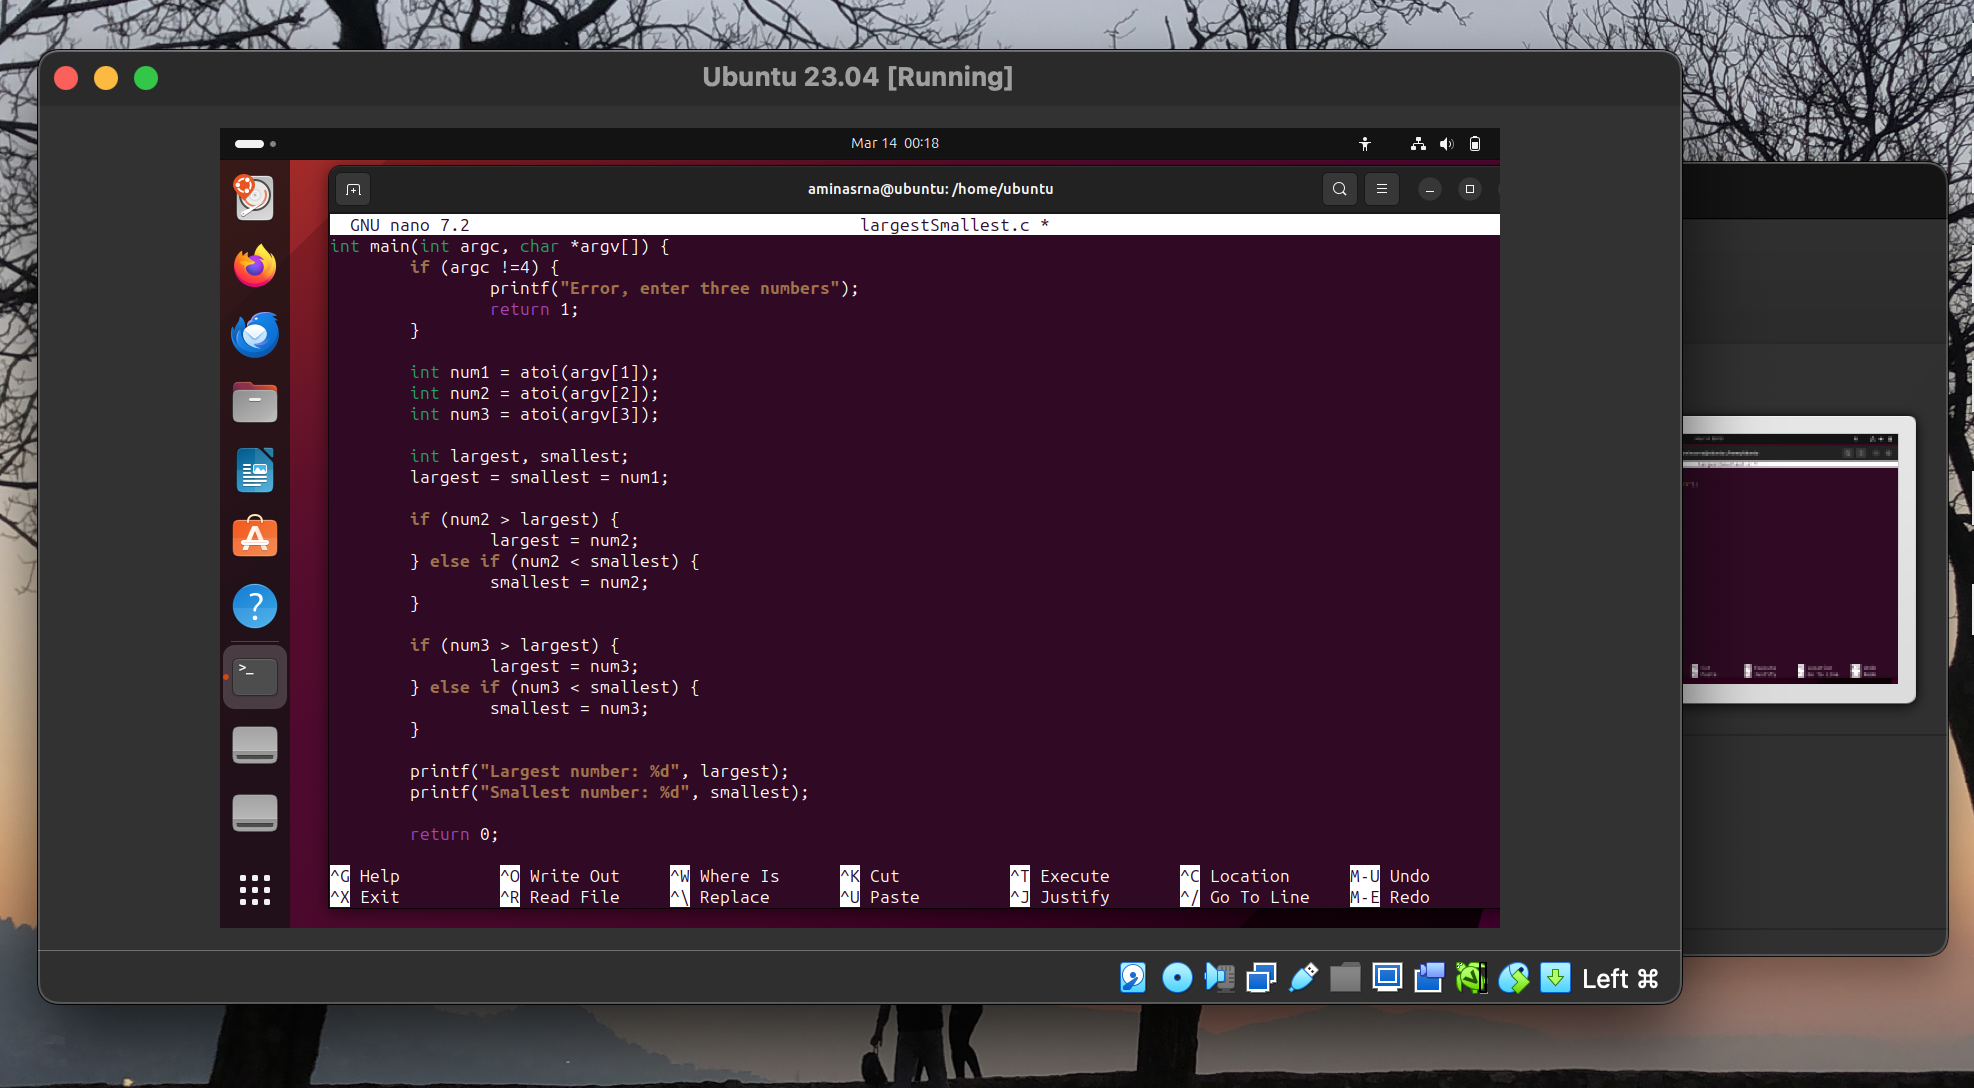 Ubuntu 23.04 [Running]
Mar 14 00:18
aminasrna@ubuntu: /home/ubuntu
GNU nano 7.2 largestSmallest.c *
int main(int argc, char *argv[]) {
if (argc !=4) {
printf("Error, enter three numbers");
return 1;
}
int num1 = atoi(argv[1]);
int num2 = atoi(argv[2]);
int num3 = atoi(argv[3]);
int largest, smallest;
largest = smallest = num1;
if (num2 > largest) {
largest = num2;
} else if (num2 < smallest) {
smallest = num2;
}
if (num3 > largest) {
largest = num3;
} else if (num3 < smallest) {
smallest = num3;
}
printf("Largest number: %d", largest);
printf("Smallest number: %d", smallest);
return 0;
^G Help ^O Write Out ^W Where Is ^K Cut ^T Execute ^C Location M-U Undo
^X Exit ^R Read File ^\ Replace ^U Paste ^J Justify ^/ Go To Line M-E Redo
Left ⌘